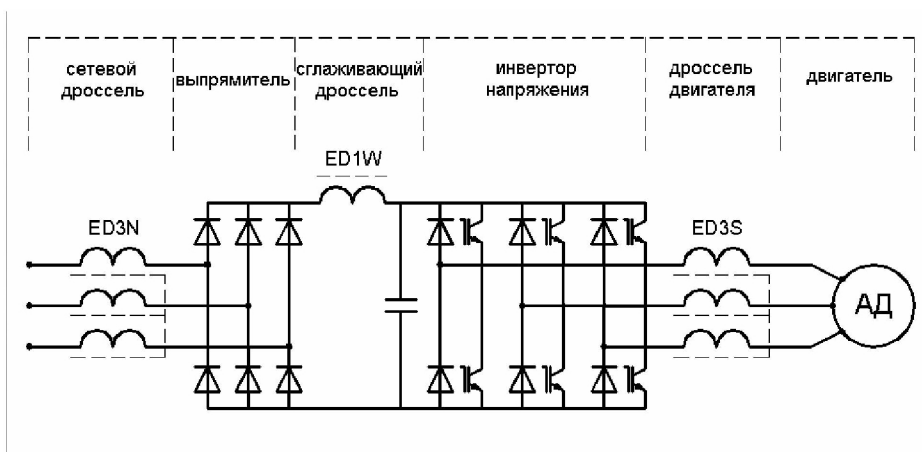 сетевой
дроссель
выпрямитель
сглаживающий
дроссель
инвертор
напряжения
дроссель
двигателя
двигатель
ED1W
ED3N
ED3S
АД